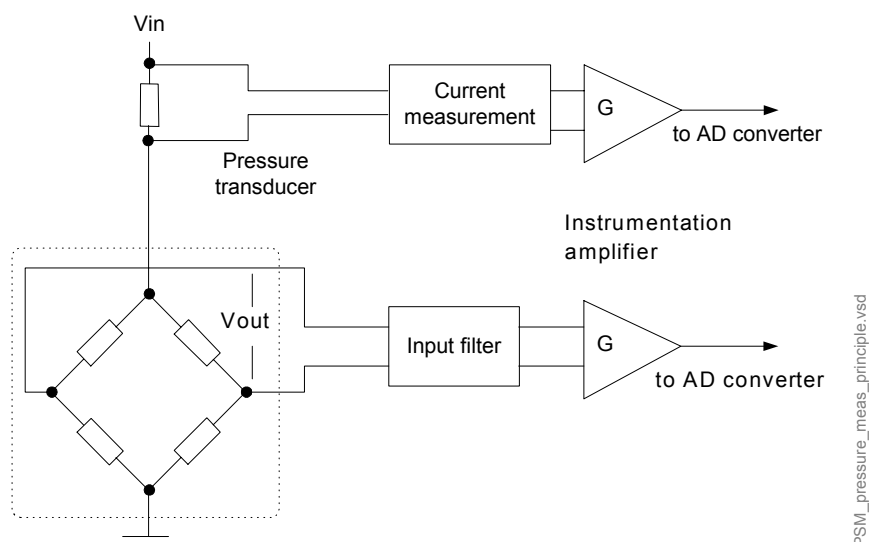 Vin
Current
measurement
G
to AD converter
Pressure
transducer
Instrumentation
amplifier
Vout
Input filter
G
to AD converter
PSM_pressure_meas_principle.vsd